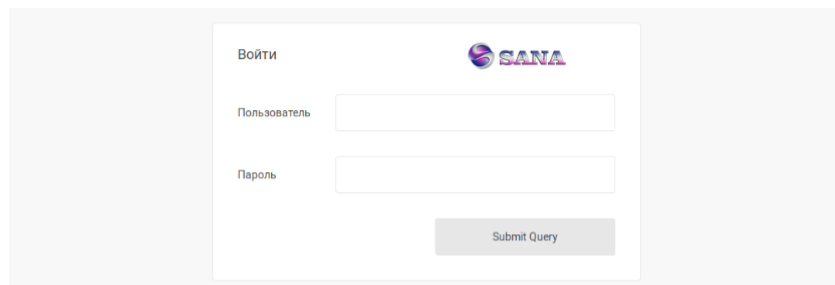 Войти
SANA
Пользователь
Пароль
Submit Query